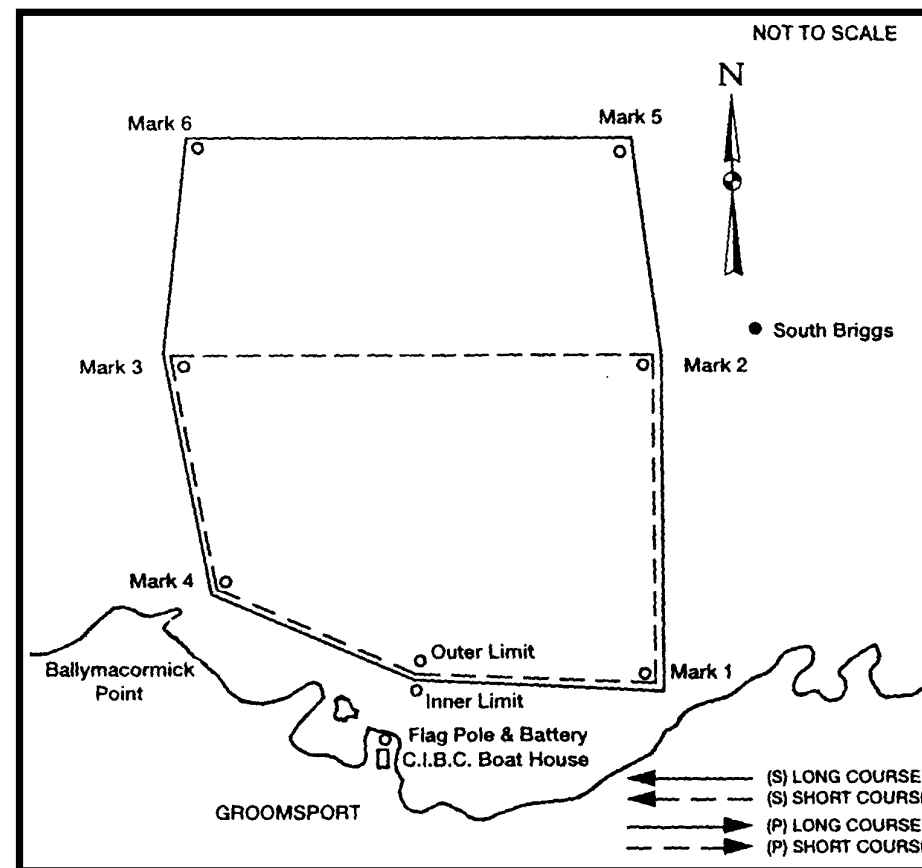 NOT TO SCALE
N
Mark 6
Mark 5
South Briggs
Mark 3
Mark 2
Mark 4
Outer Limit
Mark 1
Ballymacormick
Point
Inner Limit
Flag Pole & Battery
C.I.B.C. Boat House
GROOMSPORT
(S) LONG COURSE
(S) SHORT COURSE
(P) LONG COURSE
(P) SHORT COURSE